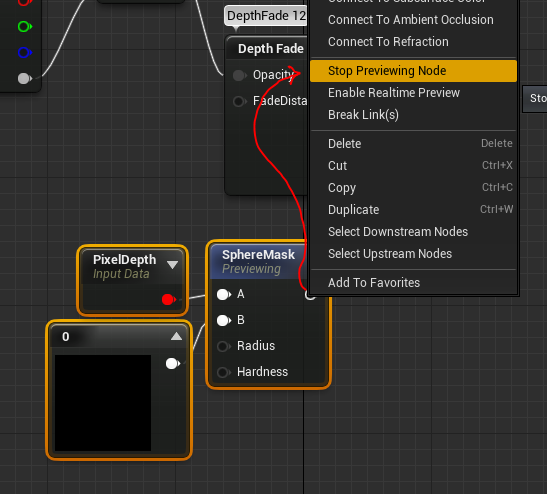 Connect To Ambient Occlusion
Connect To Refraction
DepthFade 12
Depth Fade
Opacity
FadeDista
Stop Previewing Node
Enable Realtime Preview
Break Link(s)
Sto
Delete Delete
Cut Ctrl+X
Copy Ctrl+C
Duplicate Ctrl+W
Select Downstream Nodes
Select Upstream Nodes
Add To Favorites
PixelDepth
Input Data
SphereMask
Previewing
A
B
Radius
Hardness
0